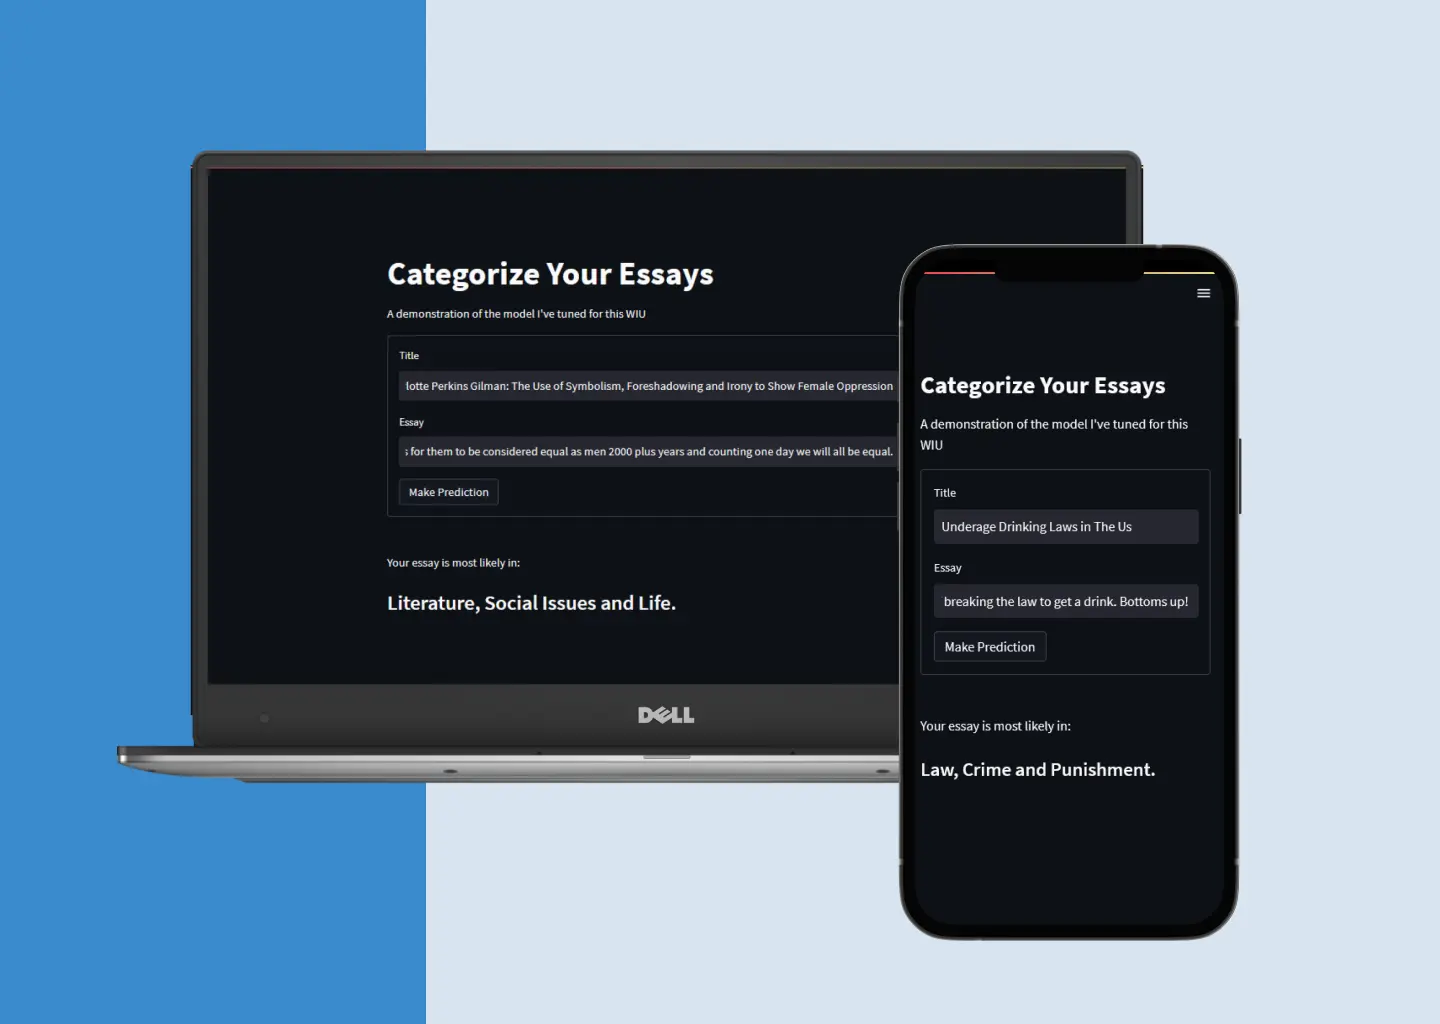 Categorize Your Essays
A demonstration of the model I've tuned for this WIU
Title
lotte Perkins Gilman: The Use of Symbolism, Foreshadowing and Irony to Show Female Oppression
Essay
for them to be considered equal as men 2000 plus years and counting one day we will all be equal.
Make Prediction
Your essay is most likely in:
Literature, Social Issues and Life.
DELL
Categorize Your Essays
A demonstration of the model I've tuned for this
WIU
Title
Underage Drinking Laws in The Us
Essay
breaking the law to get a drink. Bottoms up!
Make Prediction
Your essay is most likely in:
Law, Crime and Punishment.